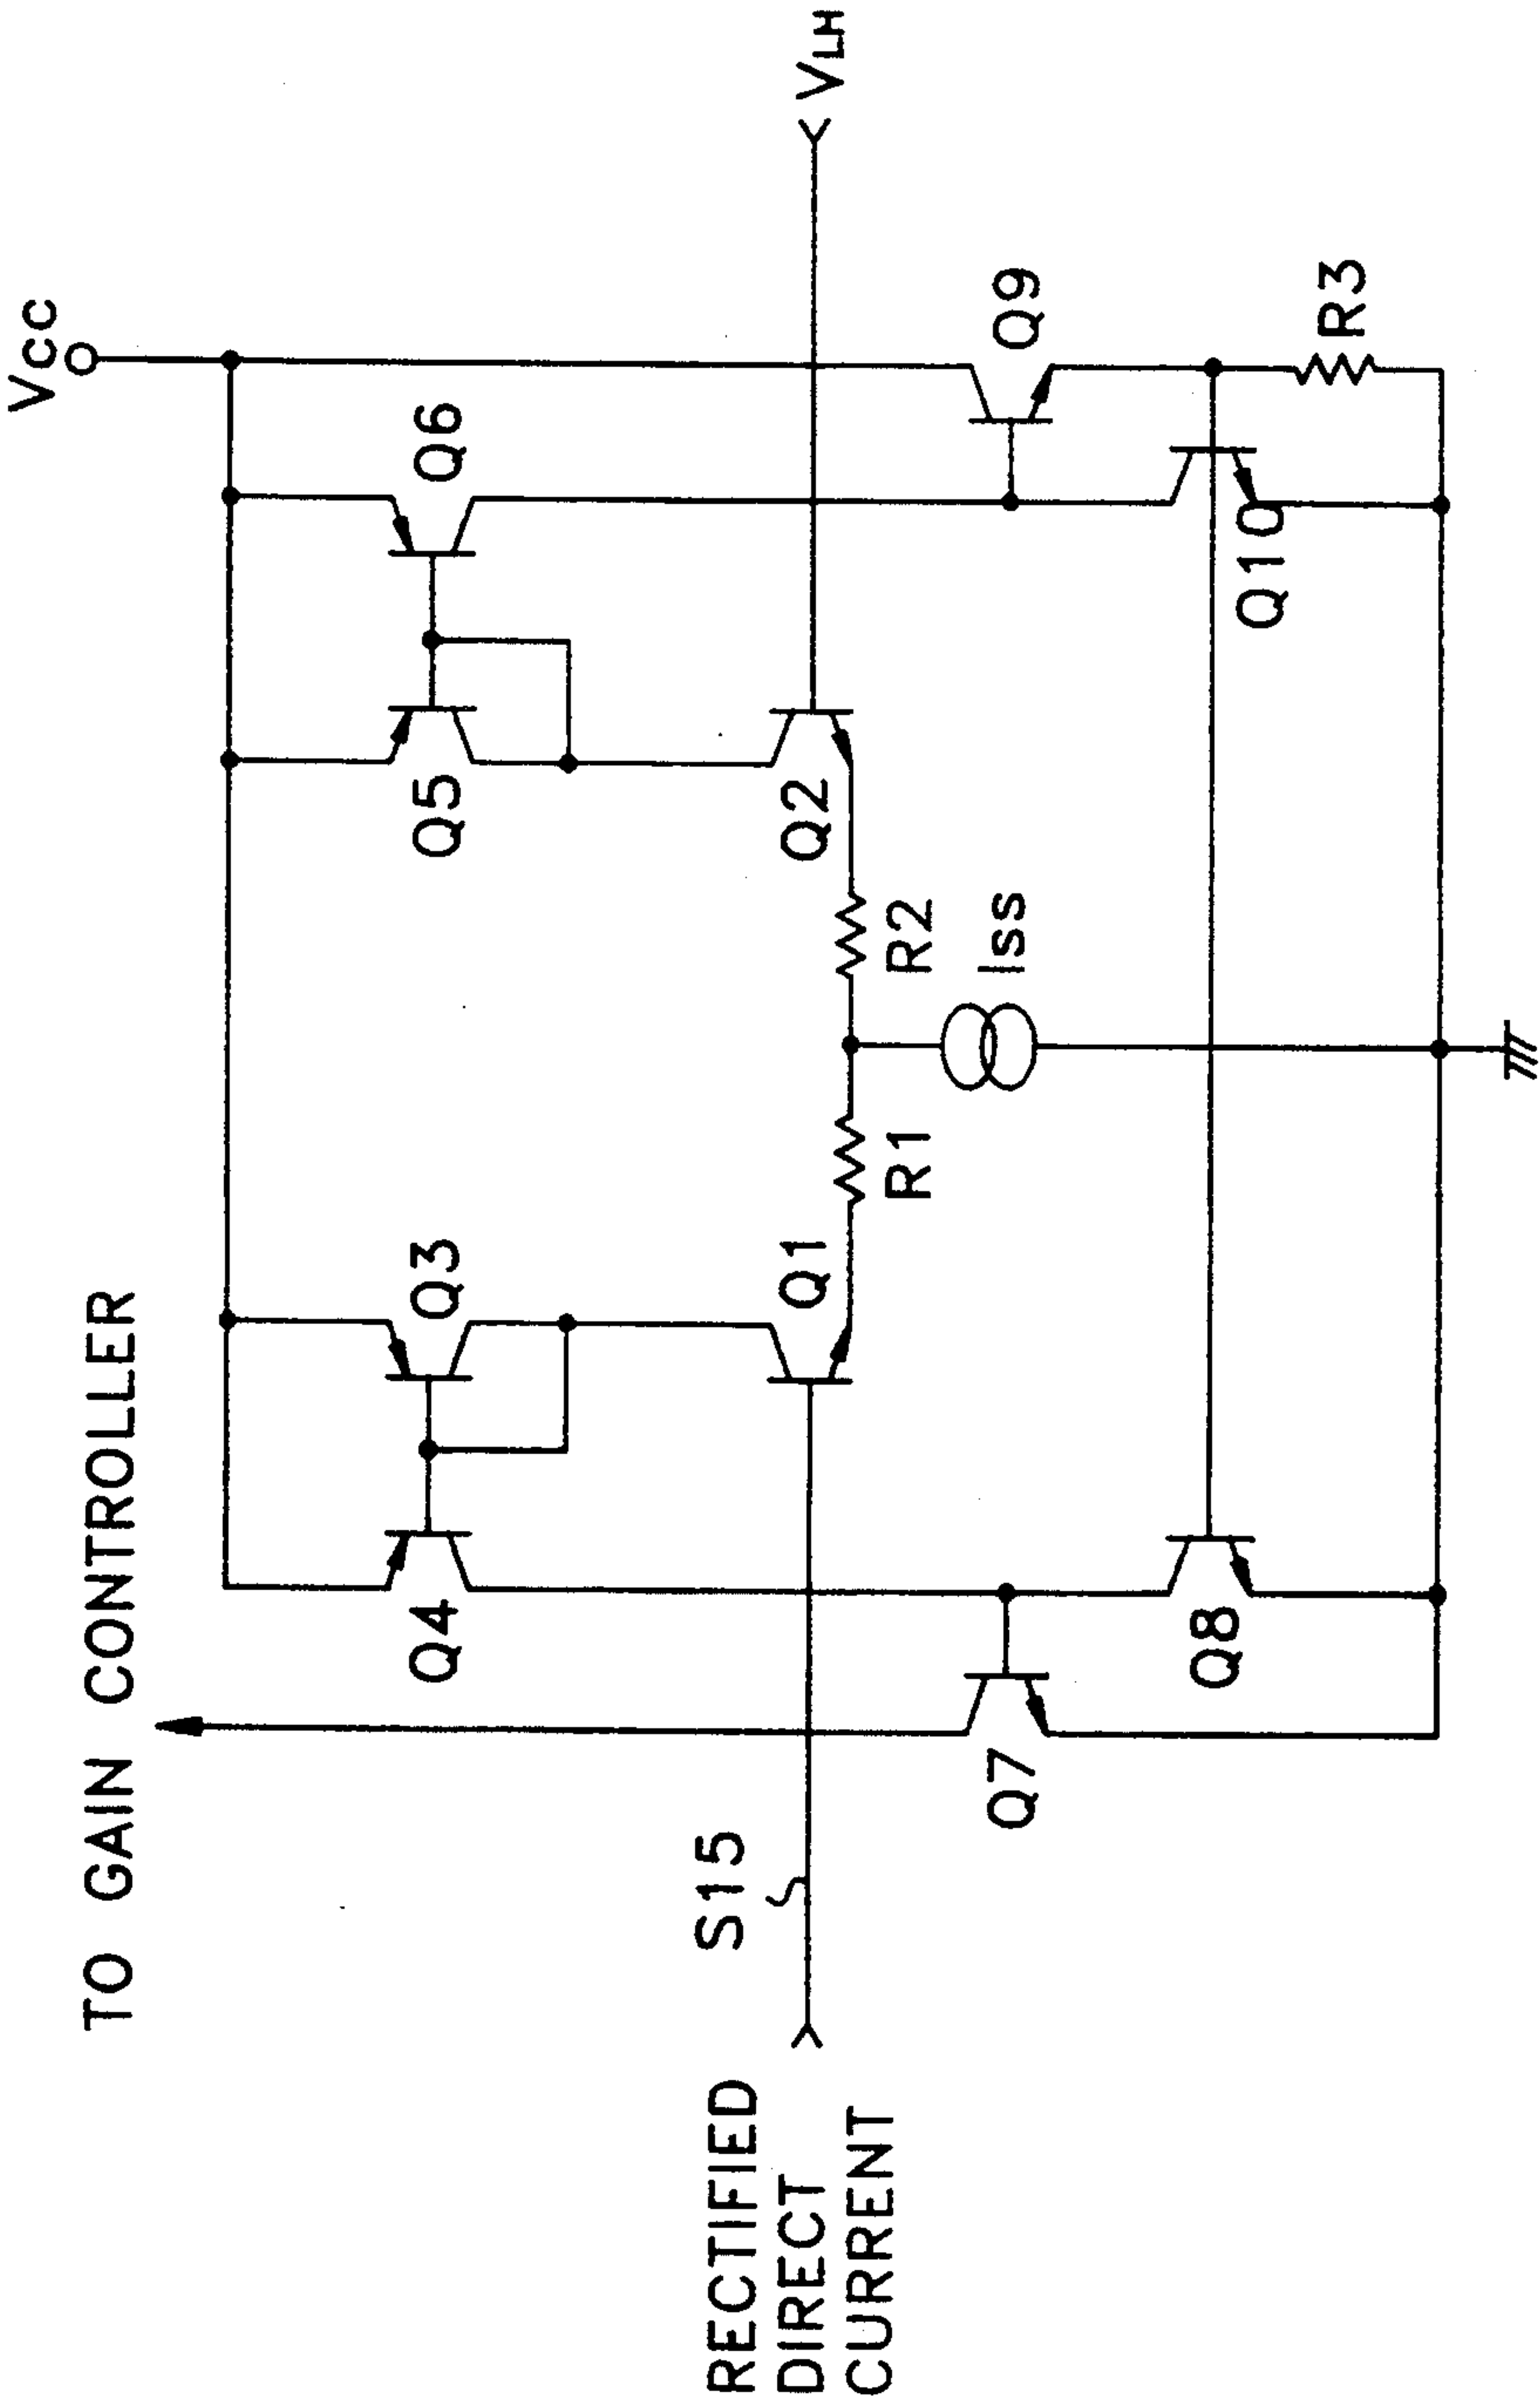 TO GAIN CONTROLLER
Vcc
Q4
Q3
Q5
Q6
RECTIFIED
DIRECT
CURRENT
S15
Q1
Q2
VLH
R1
R2
Iss
Q7
Q9
Q8
Q10
R3